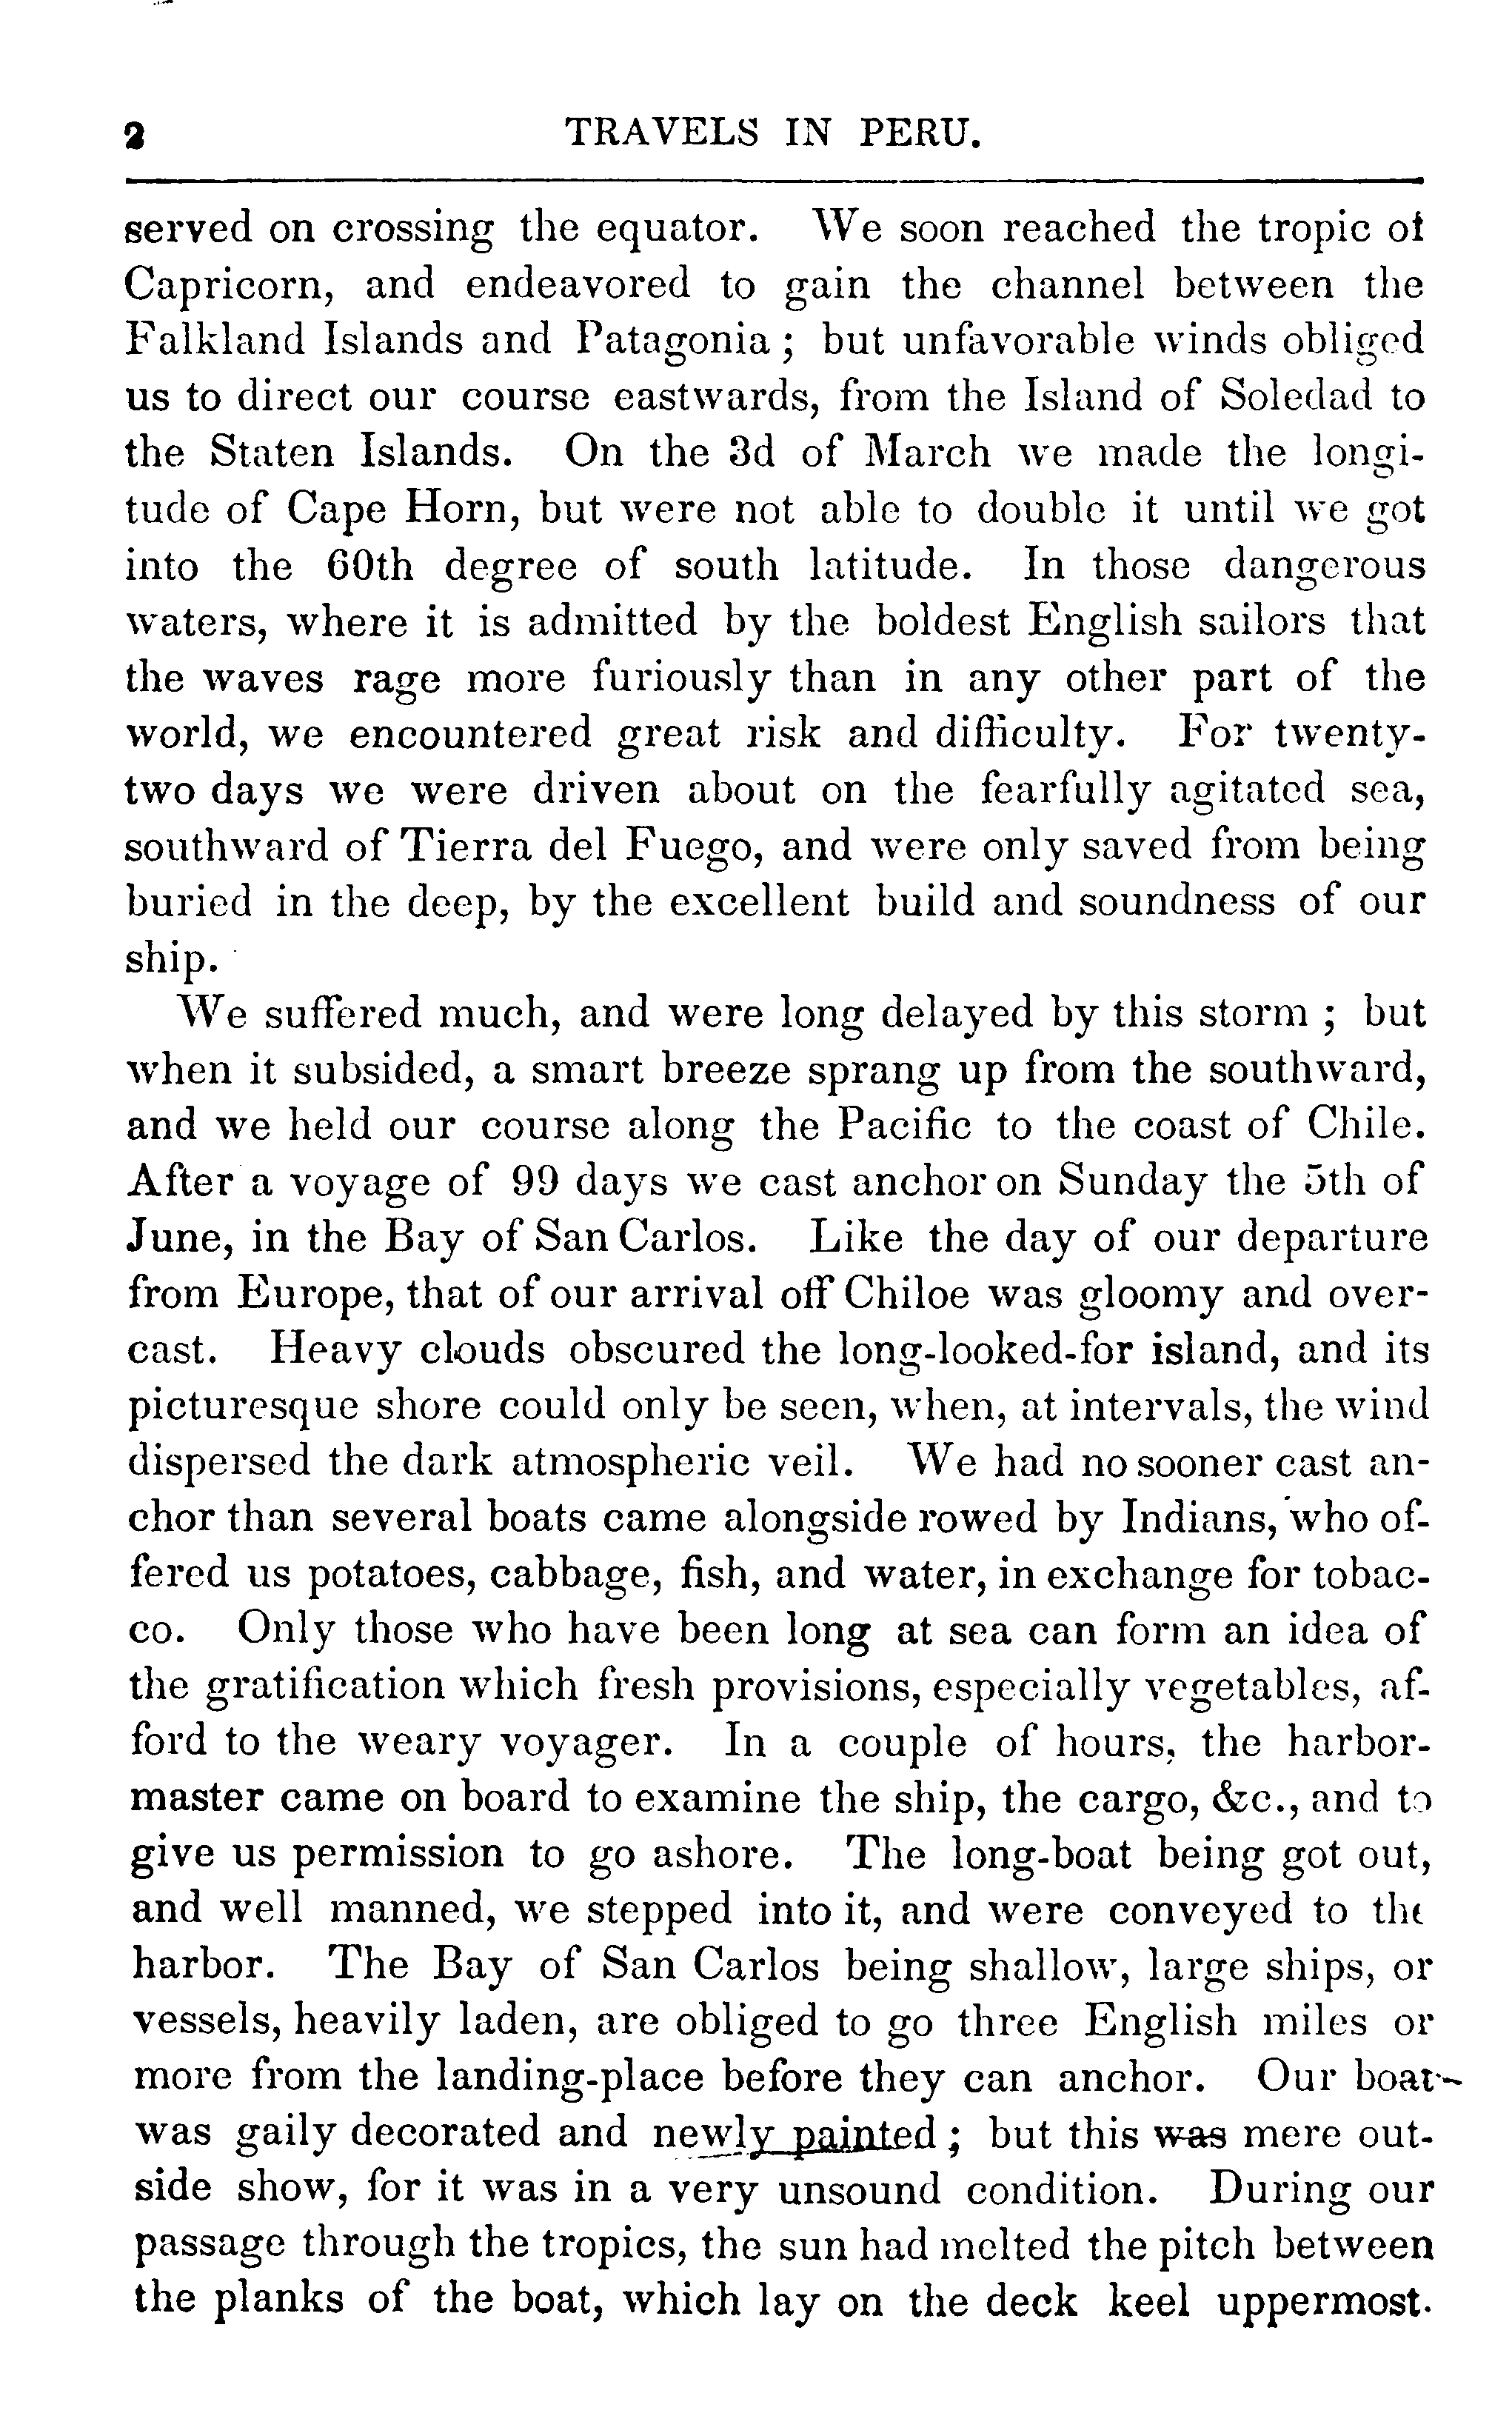 2 TRAVELS IN PERU.
served on crossing the equator. We soon reached the tropic of
Capricorn, and endeavored to gain the channel between the
Falkland Islands and Patagonia ; but unfavorable winds obliged
us to direct our course eastwards, from the Island of Soledad to
the Staten Islands. On the 3d of March we made the longi-
tude of Cape Horn, but were not able to double it until we got
into the 60th degree of south latitude. In those dangerous
waters, where it is admitted by the boldest English sailors that
the waves rage more furiously than in any other part of the
world, we encountered great risk and difficulty. For twenty-
two days we were driven about on the fearfully agitated sea,
southward of Tierra del Fuego, and were only saved from being
buried in the deep, by the excellent build and soundness of our
ship.
We suffered much, and were long delayed by this storm ; but
when it subsided, a smart breeze sprang up from the southward,
and we held our course along the Pacific to the coast of Chile.
After a voyage of 99 days we cast anchor on Sunday the 5th of
June, in the Bay of San Carlos. Like the day of our departure
from Europe, that of our arrival off Chiloe was gloomy and over-
cast. Heavy clouds obscured the long-looked-for island, and its
picturesque shore could only be seen, when, at intervals, the wind
dispersed the dark atmospheric veil. We had no sooner cast an-
chor than several boats came alongside rowed by Indians, who of-
fered us potatoes, cabbage, fish, and water, in exchange for tobac-
co. Only those who have been long at sea can form an idea of
the gratification which fresh provisions, especially vegetables, af-
ford to the weary voyager. In a couple of hours, the harbor-
master came on board to examine the ship, the cargo, &c., and to
give us permission to go ashore. The long-boat being got out,
and well manned, we stepped into it, and were conveyed to the
harbor. The Bay of San Carlos being shallow, large ships, or
vessels, heavily laden, are obliged to go three English miles or
more from the landing-place before they can anchor. Our boat
was gaily decorated and newly painted ; but this was mere out-
side show, for it was in a very unsound condition. During our
passage through the tropics, the sun had melted the pitch between
the planks of the boat, which lay on the deck keel uppermost.